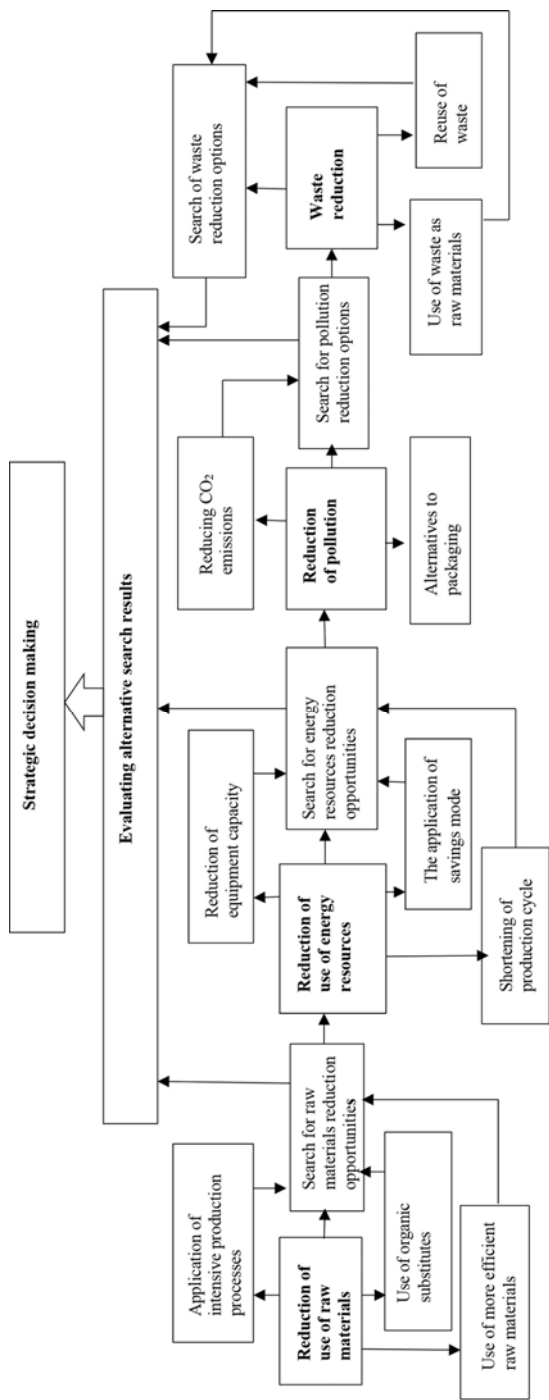 Strategic decision making
Evaluating alternative search results
Application of
intensive production
processes
Reduction of
use of raw
materials
Use of organic
substitutes
Use of more efficient
raw materials
Search for raw
materials reduction
opportunities
Reduction of
equipment capacity
Reduction of
use of energy
resources
The application of
savings mode
Shortening of
production cycle
Search for energy
resources reduction
opportunities
Reducing CO₂
emissions
Reduction
of pollution
Alternatives to
packaging
Search for pollution
reduction options
Search of waste
reduction options
Waste
reduction
Use of waste as
raw materials
Reuse of
waste